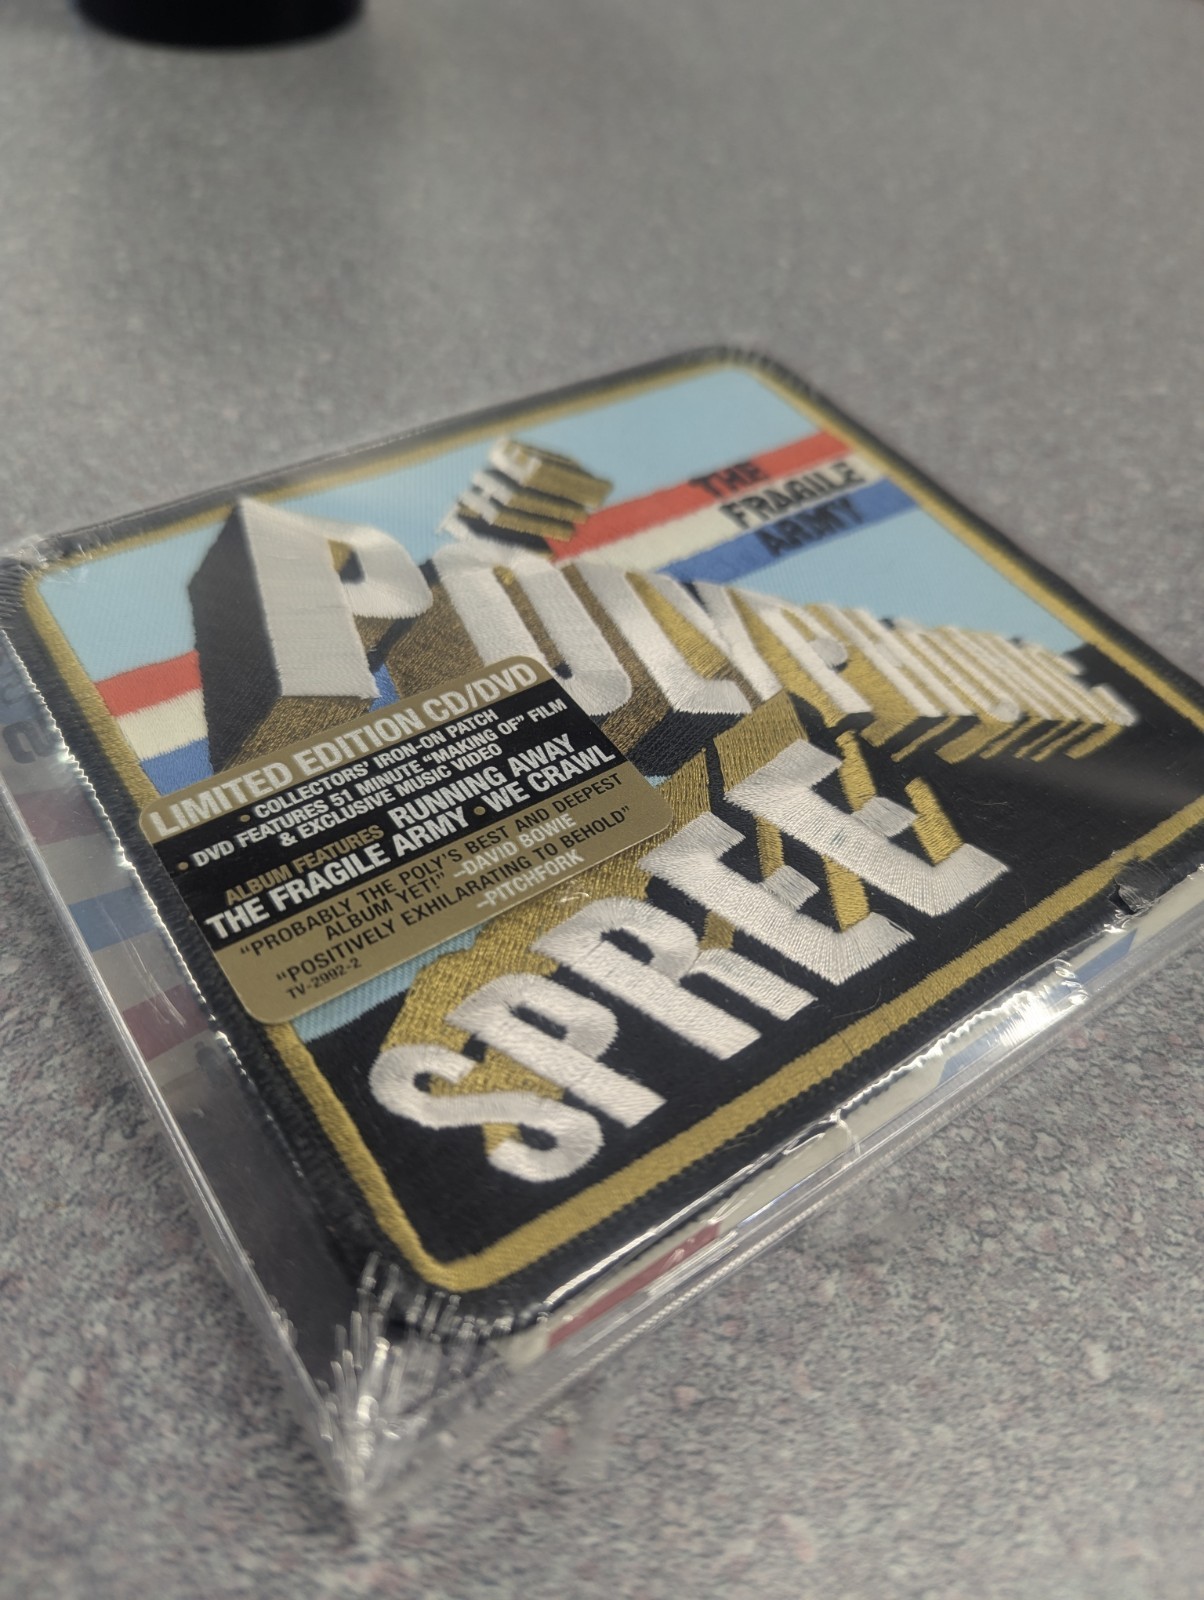 THE
POLYPHONIC
SPREE
THE
FRAGILE
ARMY
LIMITED EDITION CD/DVD
• COLLECTORS' IRON-ON PATCH
• DVD FEATURES 51 MINUTE "MAKING OF" FILM
& EXCLUSIVE MUSIC VIDEO
ALBUM FEATURES RUNNING AWAY
THE FRAGILE ARMY • WE CRAWL
"PROBABLY THE POLY'S BEST AND DEEPEST
ALBUM YET!" –DAVID BOWIE
"POSITIVELY EXHILARATING TO BEHOLD"
–PITCHFORK
TV-2992-2